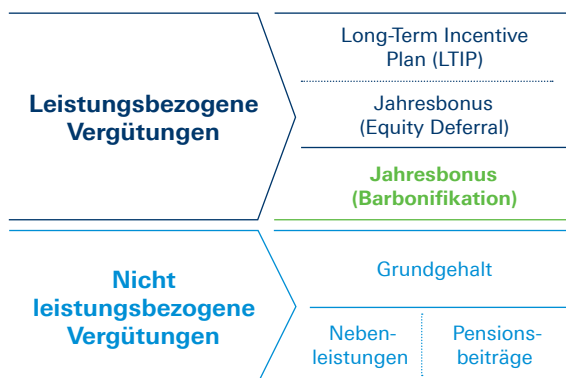 Leistungsbezogene
Vergütungen
Long-Term Incentive
Plan (LTIP)
Jahresbonus
(Equity Deferral)
Jahresbonus
(Barbonifikation)
Nicht
leistungsbezogene
Vergütungen
Grundgehalt
Neben-
leistungen
Pensions-
beiträge